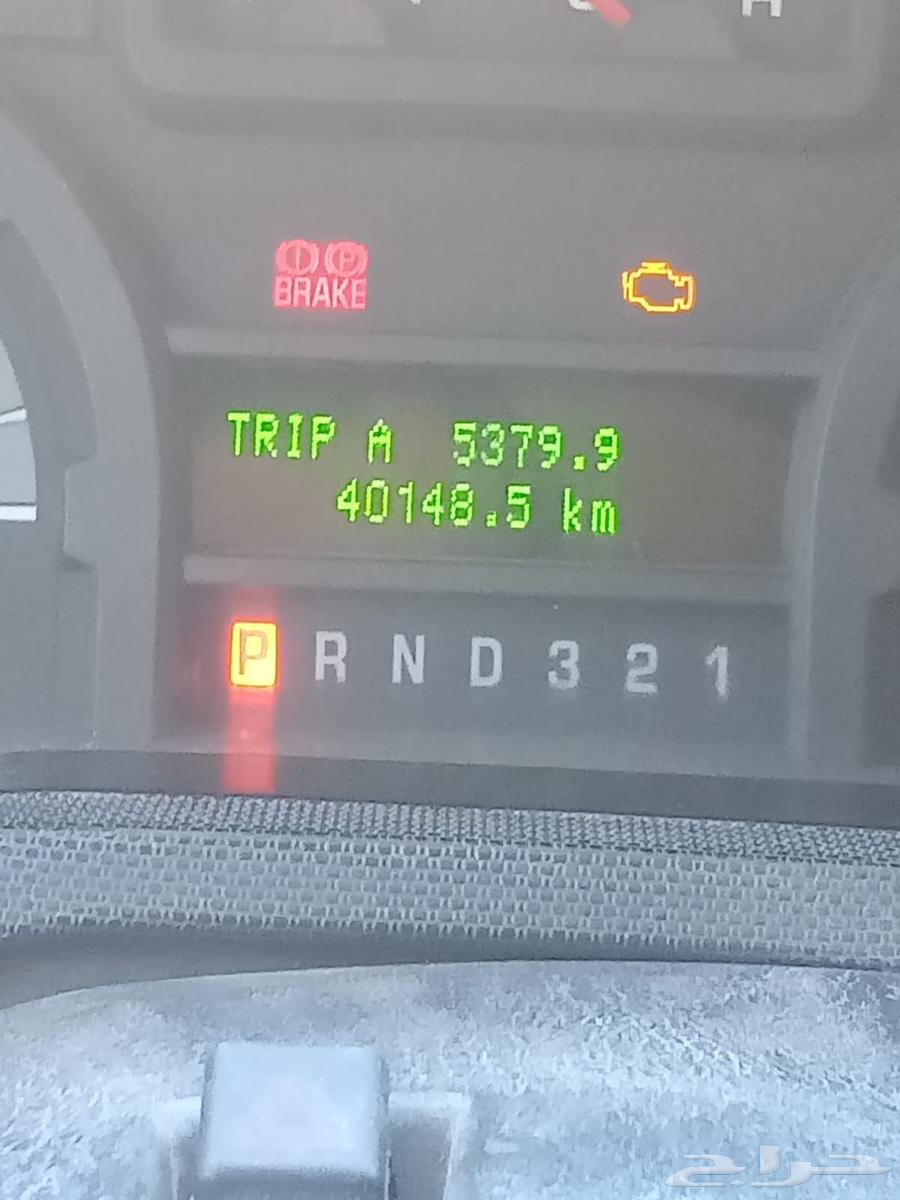 H
BRAKE
TRIP A 5379.9
40148.5 km
P R N D 3 2 1
حراج